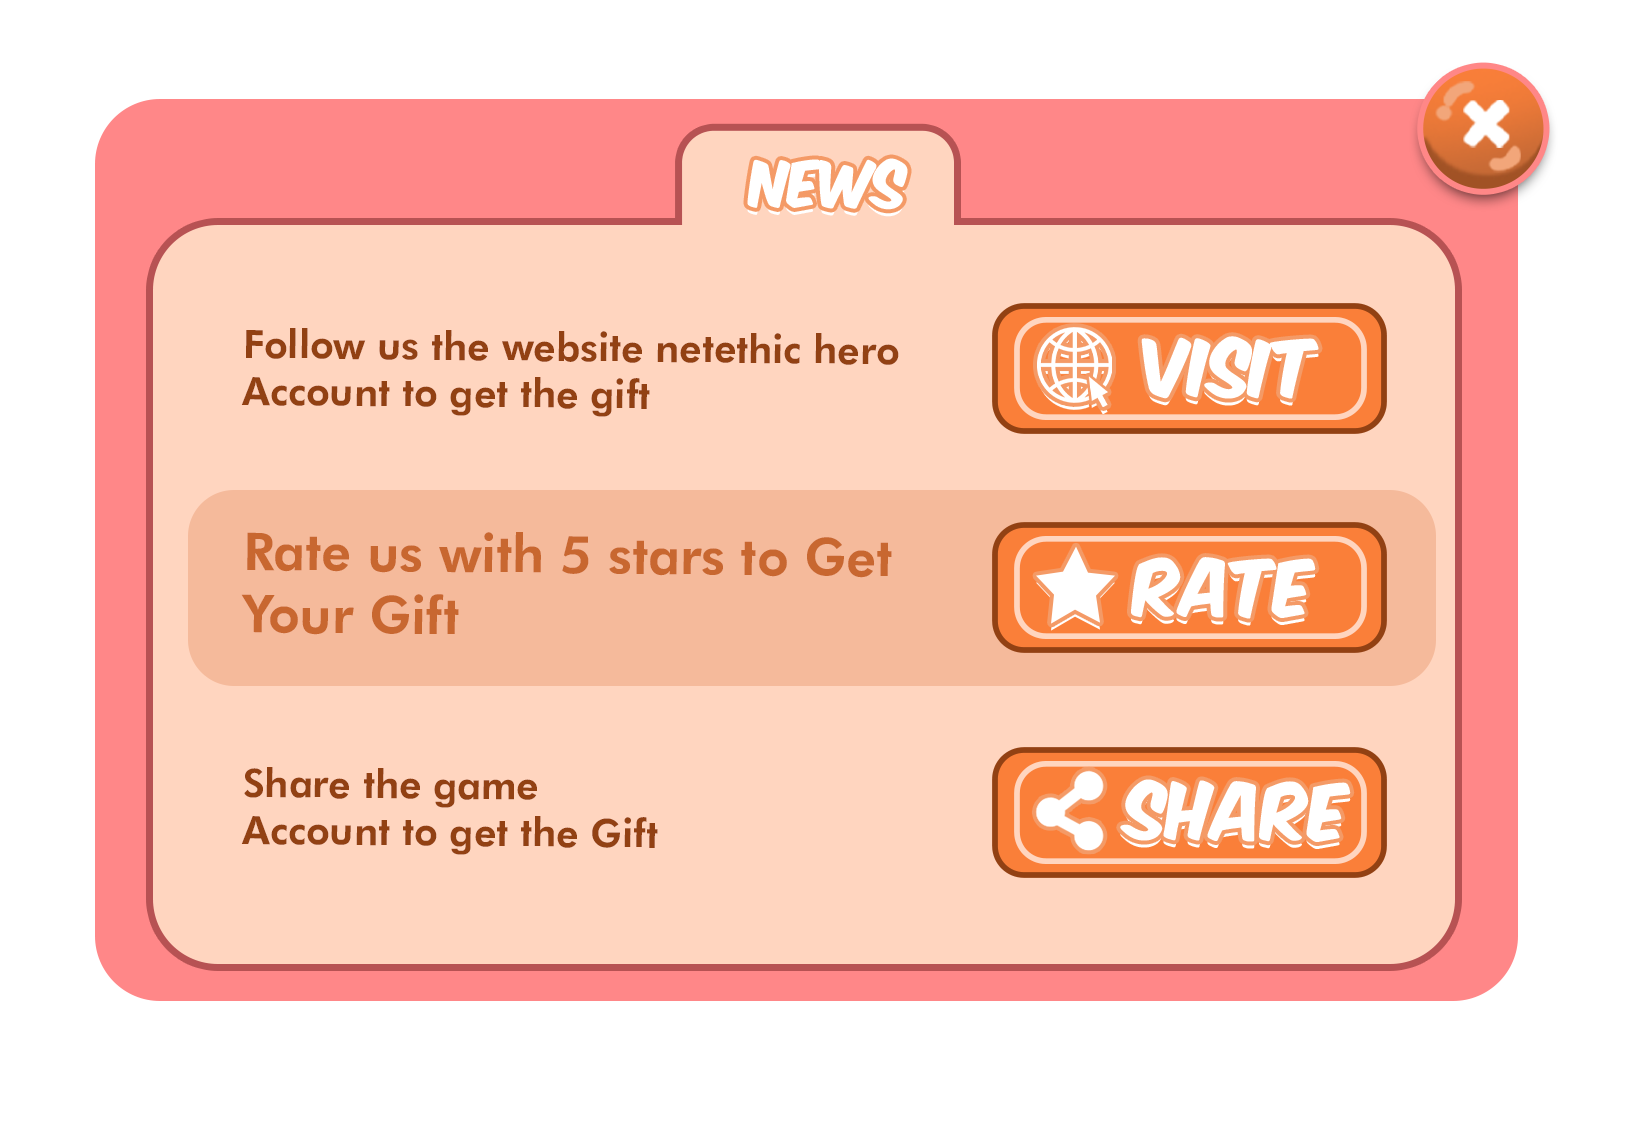 NEWS
Follow us the website netethic hero
Account to get the gift
VISIT
Rate us with 5 stars to Get
Your Gift
RATE
Share the game
Account to get the Gift
SHARE